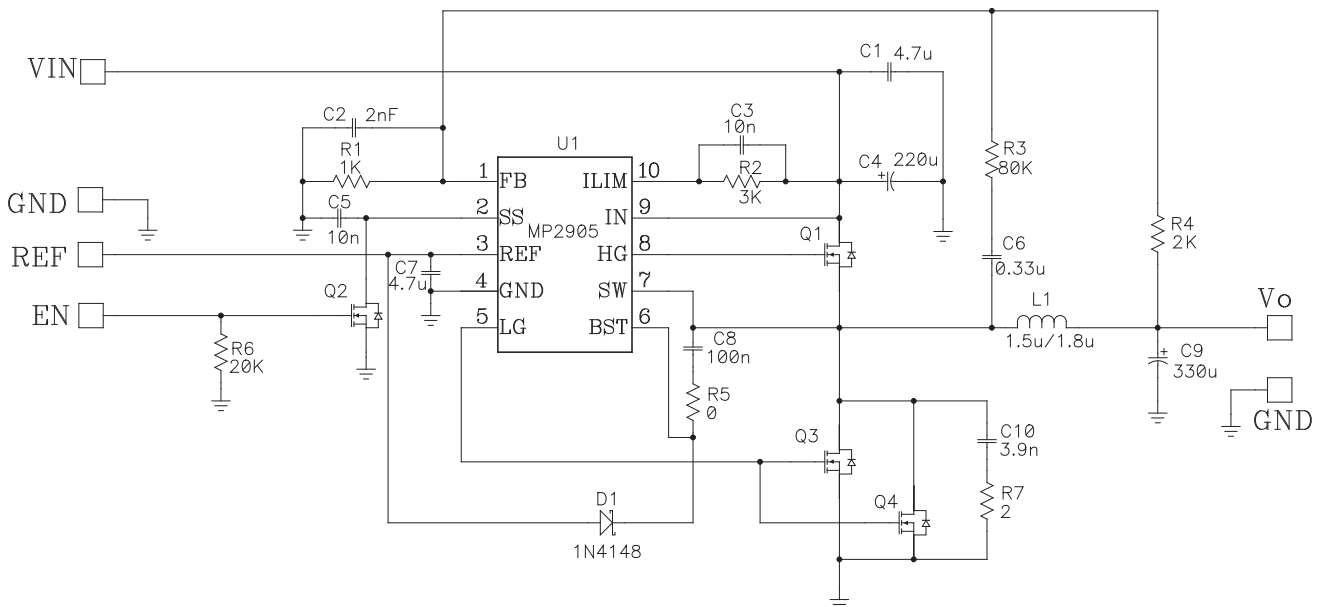 VIN
C1
4.7u
C2
2nF
R1
1K
C5
10n
U1
MP2905
1
FB
2
SS
3
REF
4
GND
5
LG
10
ILIM
9
IN
8
HG
7
SW
6
BST
C3
10n
R2
3K
C4
220u
R3
80K
C6
0.33u
R4
2K
GND
REF
C7
4.7u
EN
Q2
R6
20K
Q1
L1
1.5u/1.8u
Vo
C9
330u
GND
C8
100n
R5
0
Q3
Q4
C10
3.9n
R7
2
D1
1N4148